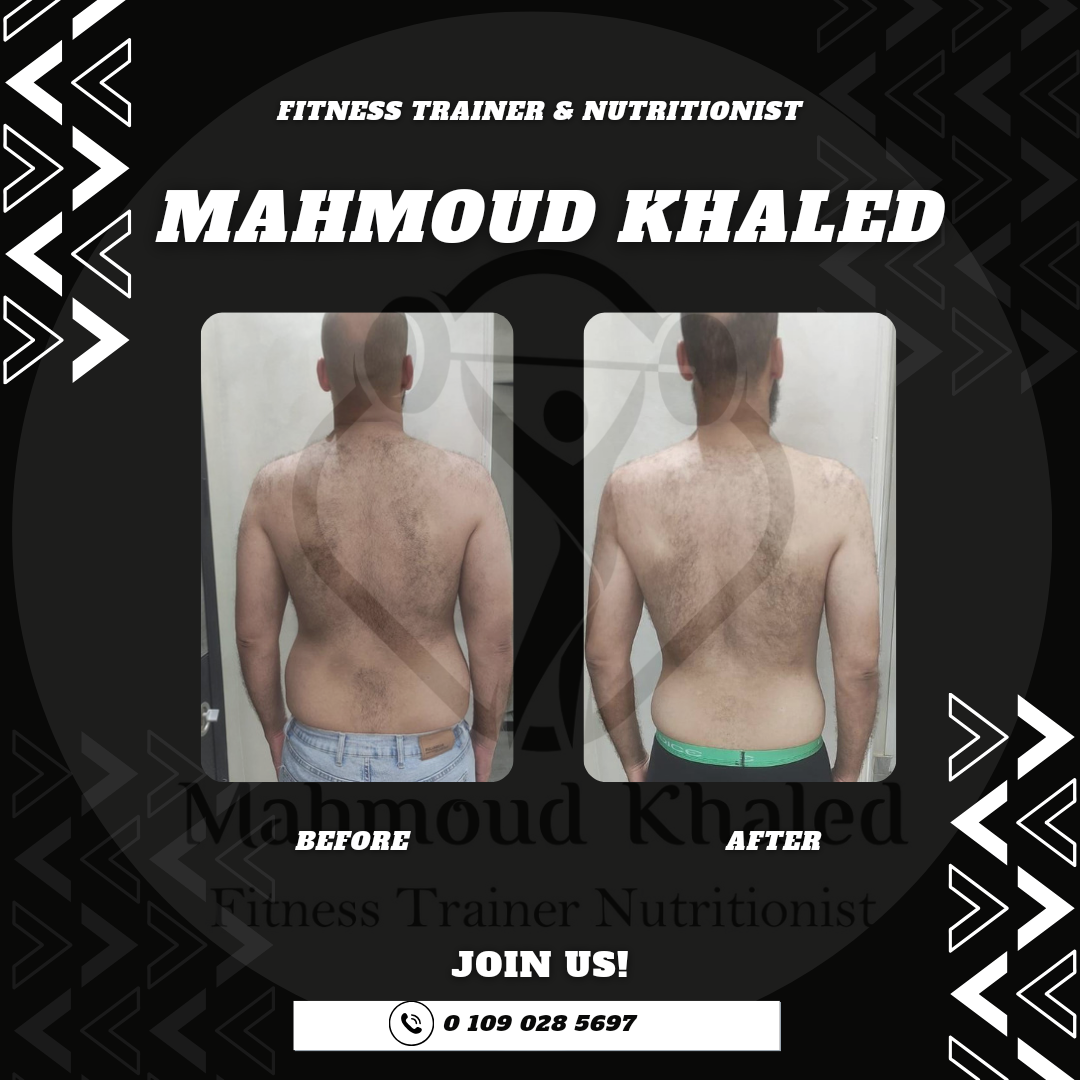 FITNESS TRAINER & NUTRITIONIST
MAHMOUD KHALED
BEFORE
AFTER
Mahmoud Khaled
Fitness Trainer Nutritionist
JOIN US!
0 109 028 5697